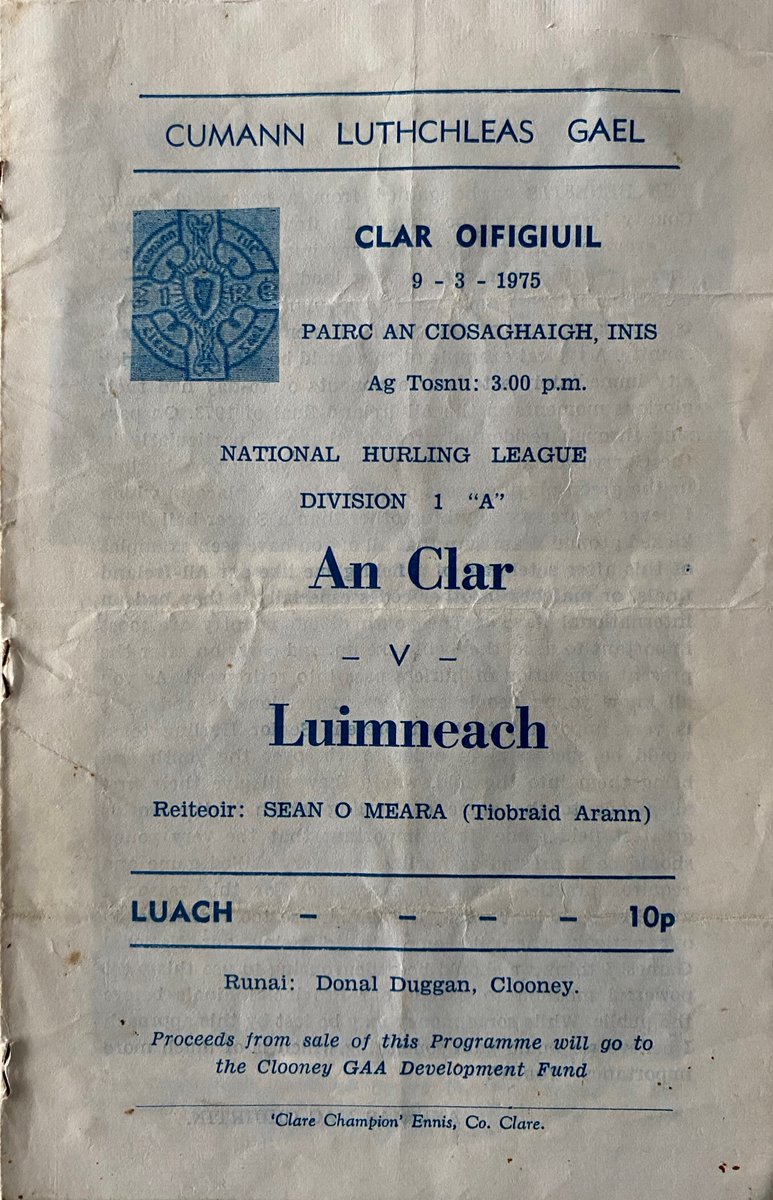 CUMANN LUTHCHLEAS GAEL
CLAR OIFIGIUIL
9 - 3 - 1975
PAIRC AN CIOSAGHAIGH, INIS
Ag Tosnu: 3.00 p.m.
NATIONAL HURLING LEAGUE
DIVISION 1 "A"
An Clar
- V -
Luimneach
Reiteoir: SEAN O MEARA (Tiobraid Arann)
LUACH - - - - 10p
Runai: Donal Duggan, Clooney.
Proceeds from sale of this Programme will go to
the Clooney GAA Development Fund
'Clare Champion' Ennis, Co. Clare.